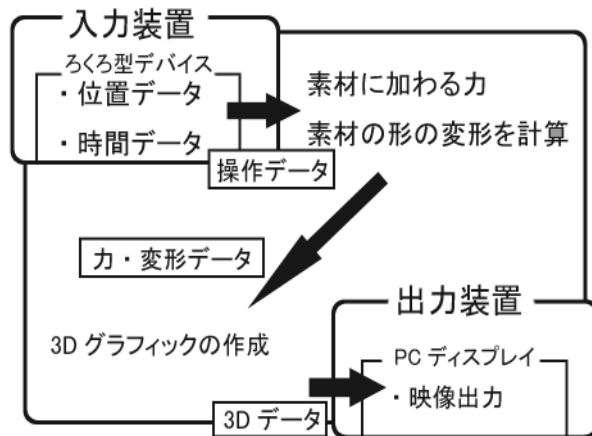 入力装置
ろくろ型デバイス
・位置データ
・時間データ
操作データ
素材に加わる力
素材の形の変形を計算
力・変形データ
3D グラフィックの作成
3D データ
出力装置
PC ディスプレイ
・映像出力